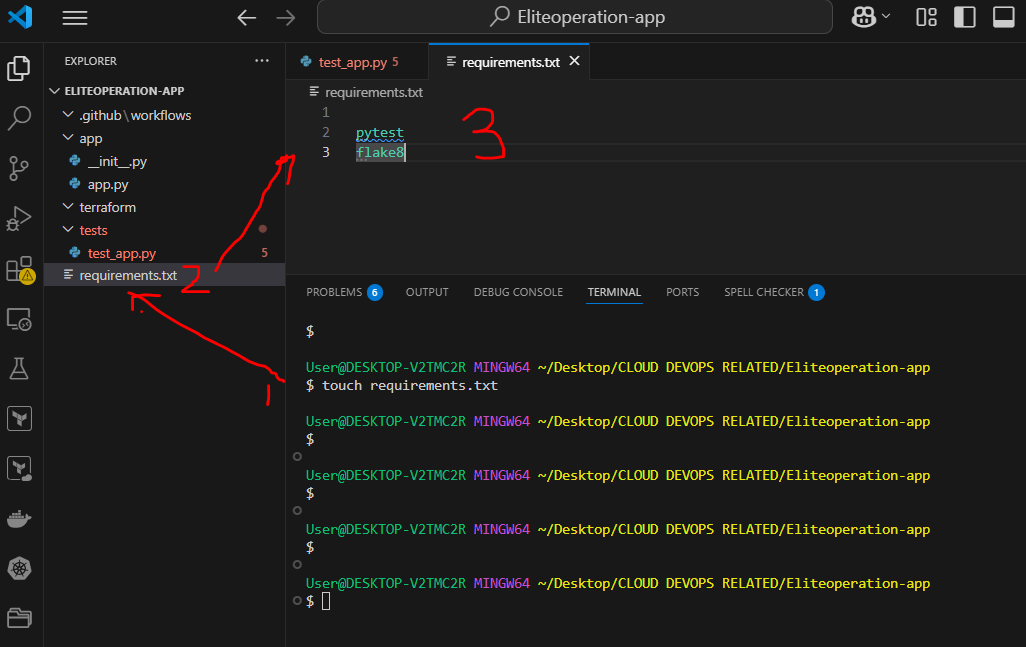 Eliteoperation-app
EXPLORER ...
ELITEOPERATION-APP
.github\workflows
app
__init__.py
app.py
terraform
tests
test_app.py 5
requirements.txt
2
1
test_app.py 5
requirements.txt
requirements.txt
1
2 pytest
3 flake8
3
PROBLEMS 6 OUTPUT DEBUG CONSOLE TERMINAL PORTS SPELL CHECKER 1
$
User@DESKTOP-V2TMC2R MINGW64 ~/Desktop/CLOUD DEVOPS RELATED/Eliteoperation-app
$ touch requirements.txt
User@DESKTOP-V2TMC2R MINGW64 ~/Desktop/CLOUD DEVOPS RELATED/Eliteoperation-app
$
User@DESKTOP-V2TMC2R MINGW64 ~/Desktop/CLOUD DEVOPS RELATED/Eliteoperation-app
$
User@DESKTOP-V2TMC2R MINGW64 ~/Desktop/CLOUD DEVOPS RELATED/Eliteoperation-app
$
User@DESKTOP-V2TMC2R MINGW64 ~/Desktop/CLOUD DEVOPS RELATED/Eliteoperation-app
$